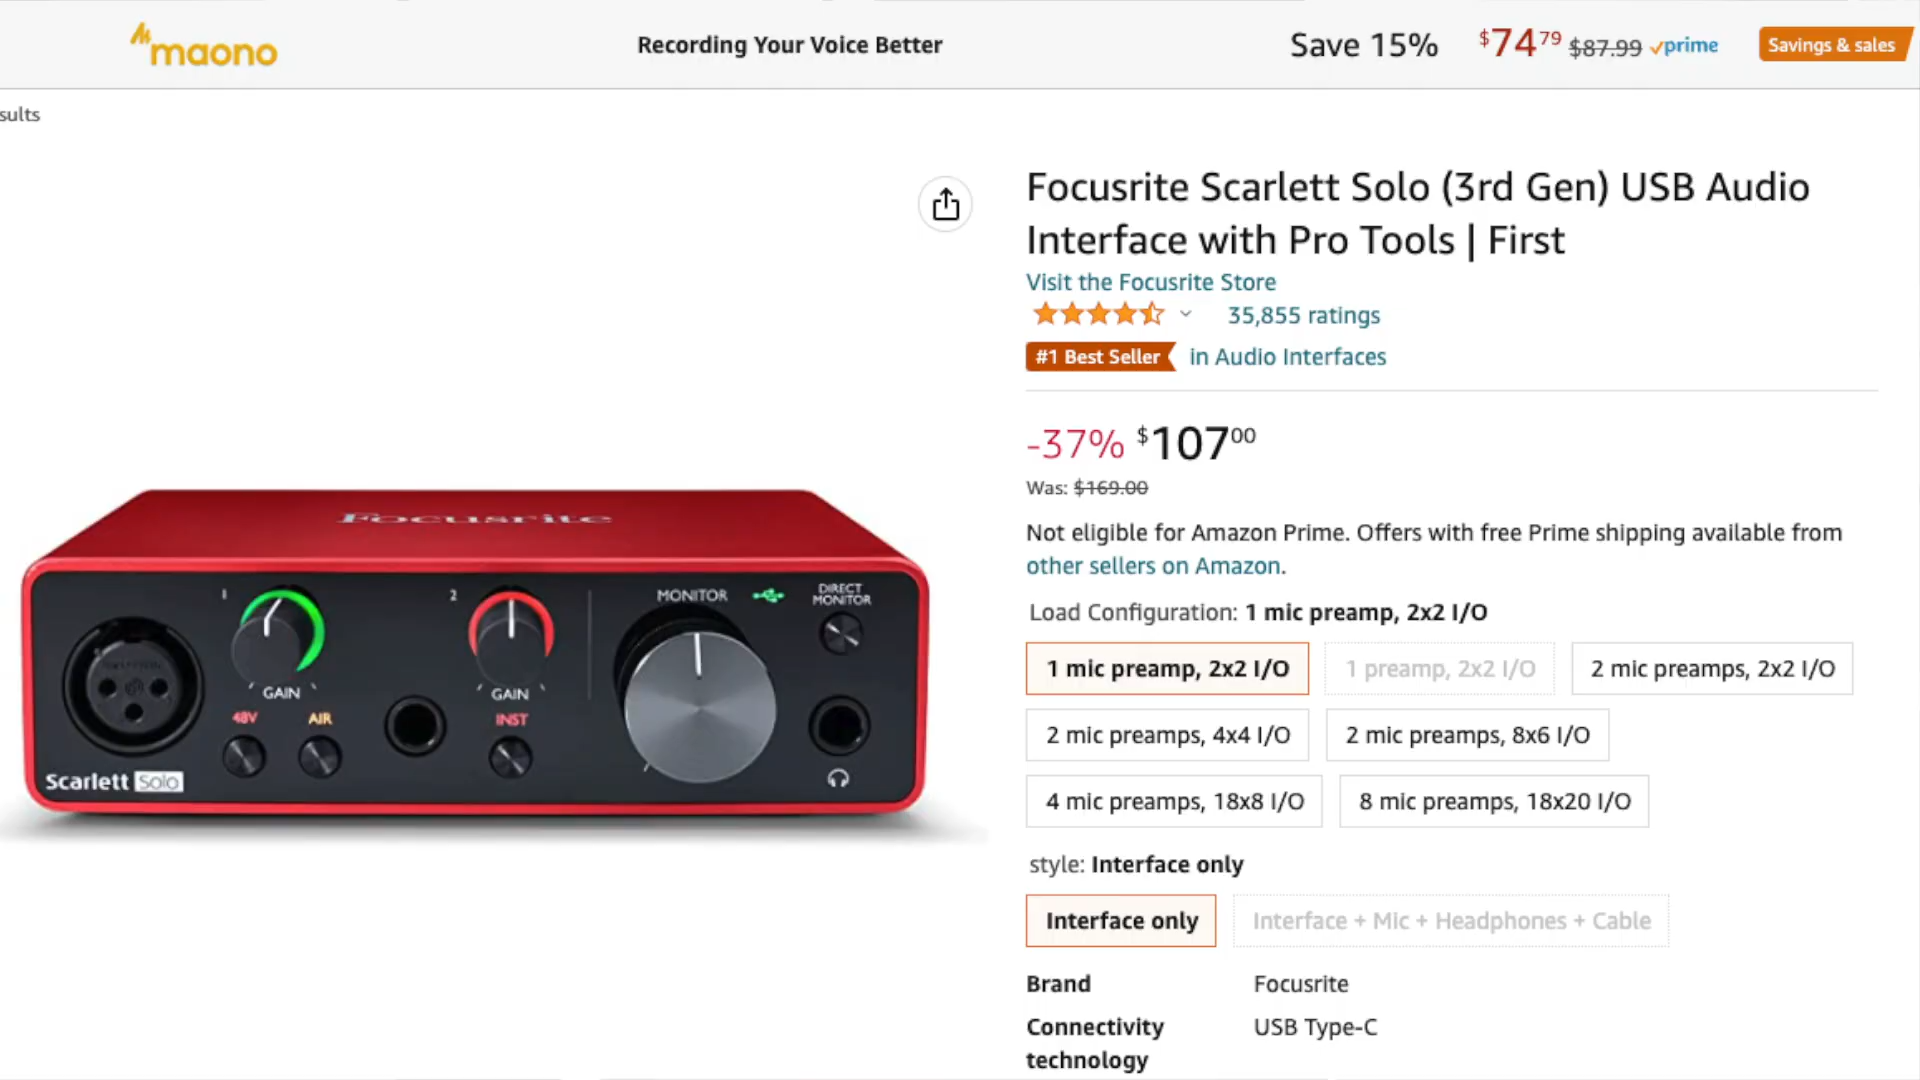 maono
Recording Your Voice Better
Save 15% $74.79 $87.99 prime
Savings & sales
sults
Focusrite Scarlett Solo (3rd Gen) USB Audio
Interface with Pro Tools | First
Visit the Focusrite Store
35,855 ratings
#1 Best Seller in Audio Interfaces
-37% $107.00
Was: $169.00
Not eligible for Amazon Prime. Offers with free Prime shipping available from
other sellers on Amazon.
Load Configuration: 1 mic preamp, 2x2 I/O
1 mic preamp, 2x2 I/O
1 preamp, 2x2 I/O
2 mic preamps, 2x2 I/O
2 mic preamps, 4x4 I/O
2 mic preamps, 8x6 I/O
4 mic preamps, 18x8 I/O
8 mic preamps, 18x20 I/O
style: Interface only
Interface only
Interface + Mic + Headphones + Cable
Brand Focusrite
Connectivity USB Type-C
technology
Focusrite
1
2
MONITOR
DIRECT
MONITOR
GAIN
GAIN
48V
AIR
INST
Scarlett Solo